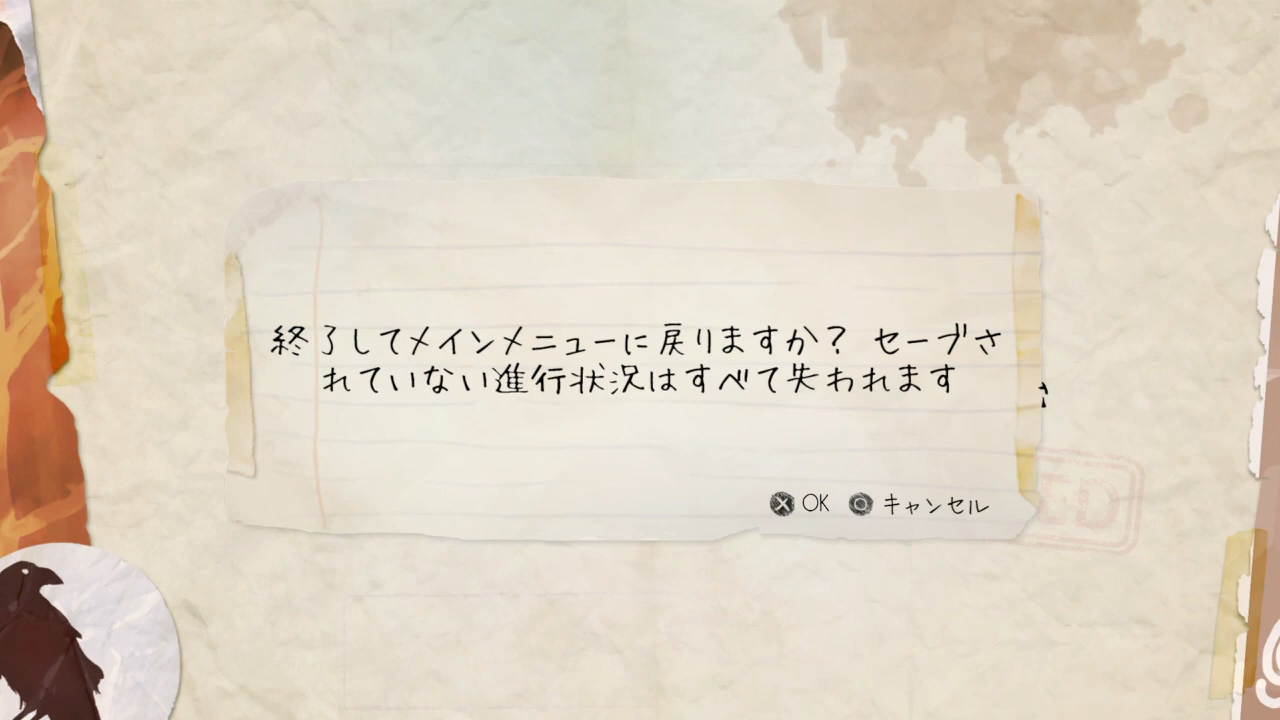 終了してメインメニューに戻りますか？ セーブさ
れていない進行状況はすべて失われます
OK キャンセル